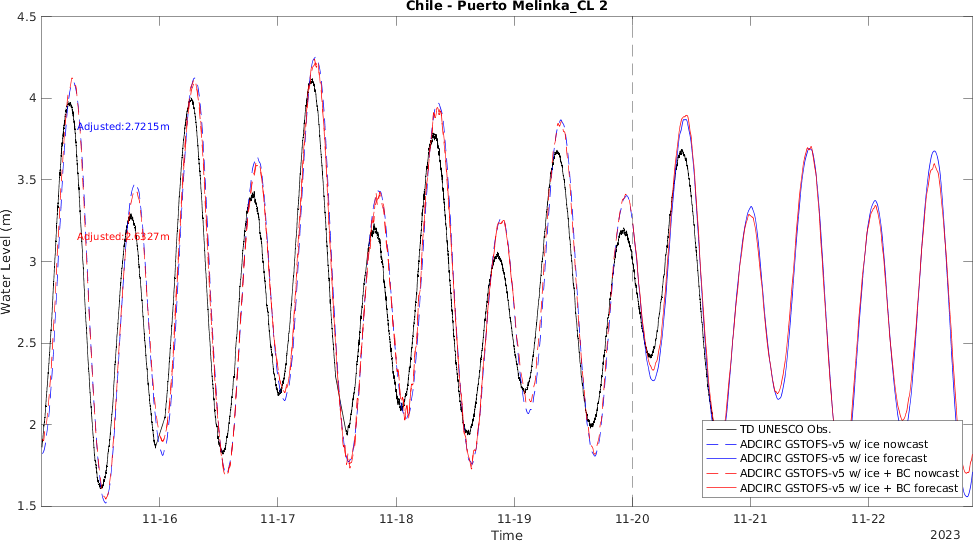 Chile - Puerto Melinka_CL 2
4.5
4
3.5
3
2.5
2
1.5
Water Level (m)
Adjusted:2.7215m
Adjusted:2.6327m
TD UNESCO Obs.
ADCIRC GSTOFS-v5 w/ ice nowcast
ADCIRC GSTOFS-v5 w/ ice forecast
ADCIRC GSTOFS-v5 w/ ice + BC nowcast
ADCIRC GSTOFS-v5 w/ ice + BC forecast
11-16 11-17 11-18 11-19 11-20 11-21 11-22
Time
2023